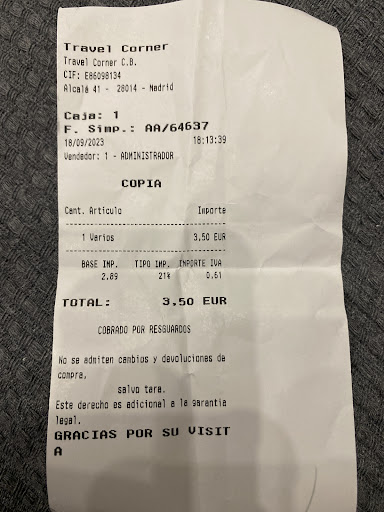 Travel Corner
Travel Corner C.B.
CIF: E86098134
Alcalá 41 - 28014 - Madrid
Caja: 1
F. Simp.: AA/64637
18/09/2023 18:13:39
Vendedor: 1 - ADMINISTRADOR
COPIA
Cant. Artículo Importe
1 Varios 3,50 EUR
BASE IMP. TIPO IMP. IMPORTE IVA
2.89 21% 0.61
TOTAL: 3,50 EUR
COBRADO POR RESGUARDOS
No se admiten cambios y devoluciones de
compra,
salvo tara.
Este derecho es adicional a la garantia
legal.
GRACIAS POR SU VISIT
A